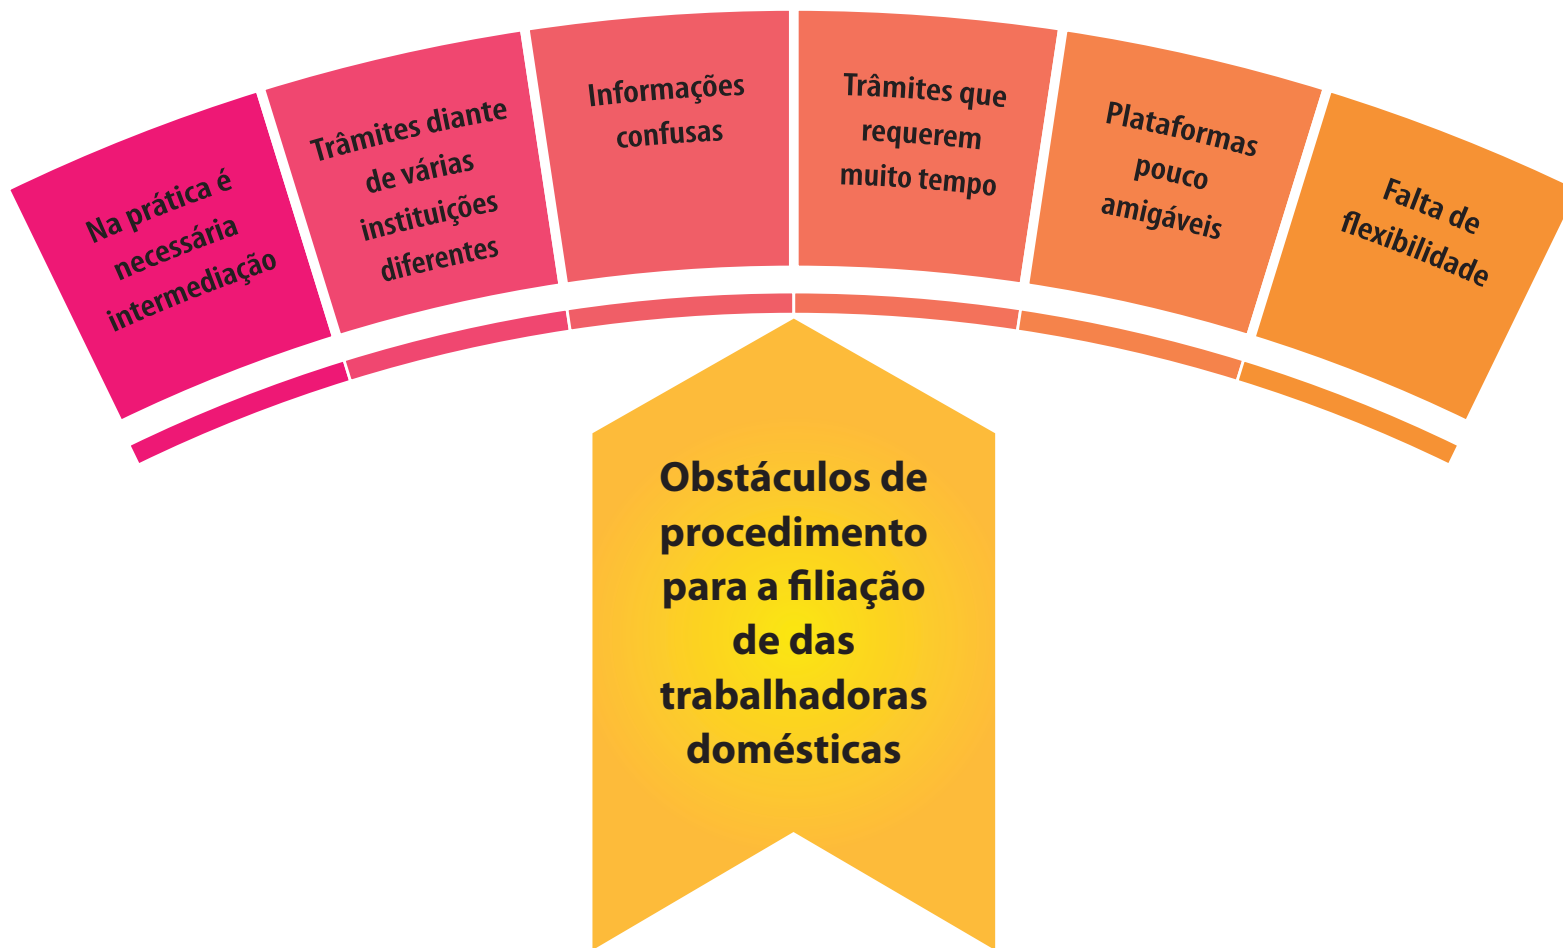 Na prática é
necessária
intermediação
Trâmites diante
de várias
instituições
diferentes
Informações
confusas
Trâmites que
requerem
muito tempo
Plataformas
pouco
amigáveis
Falta de
flexibilidade
Obstáculos de
procedimento
para a filiação
de das
trabalhadoras
domésticas